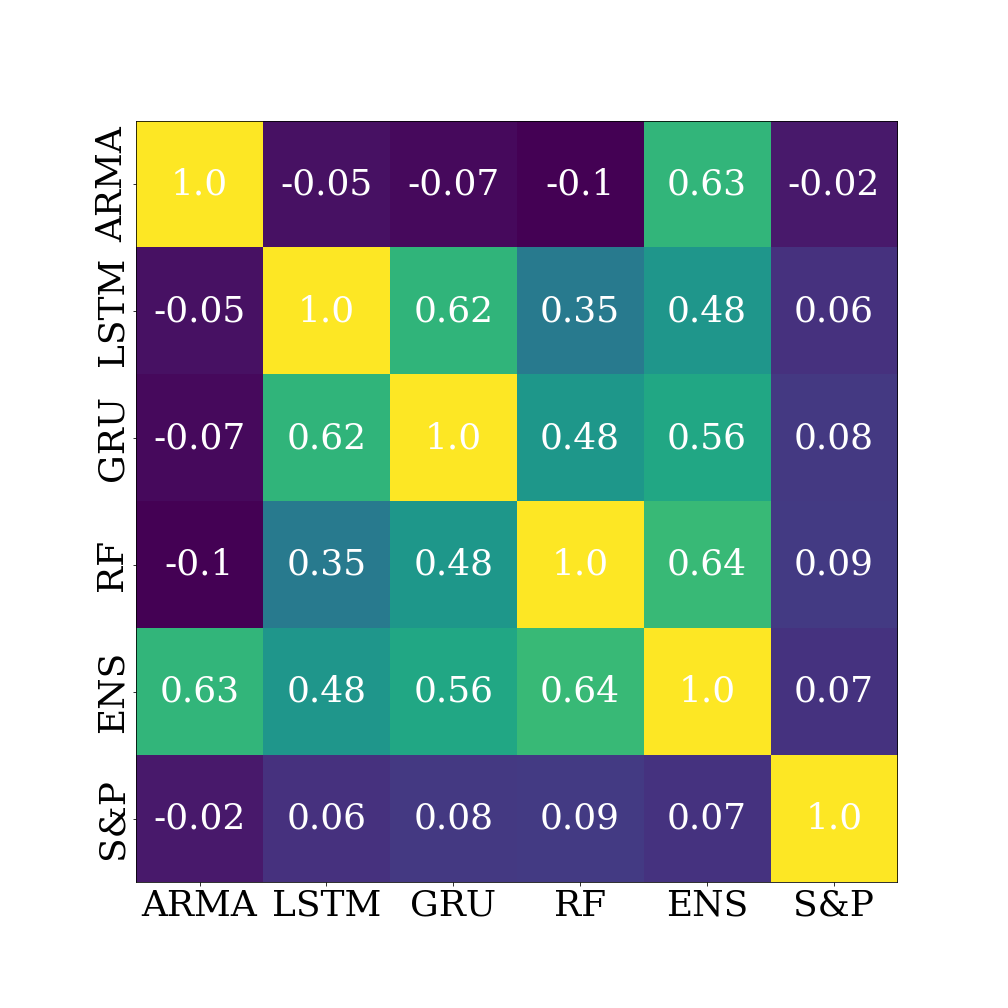 ARMA 1.0 -0.05 -0.07 -0.1 0.63 -0.02
LSTM -0.05 1.0 0.62 0.35 0.48 0.06
GRU -0.07 0.62 1.0 0.48 0.56 0.08
RF -0.1 0.35 0.48 1.0 0.64 0.09
ENS 0.63 0.48 0.56 0.64 1.0 0.07
S&P -0.02 0.06 0.08 0.09 0.07 1.0
ARMA LSTM GRU RF ENS S&P